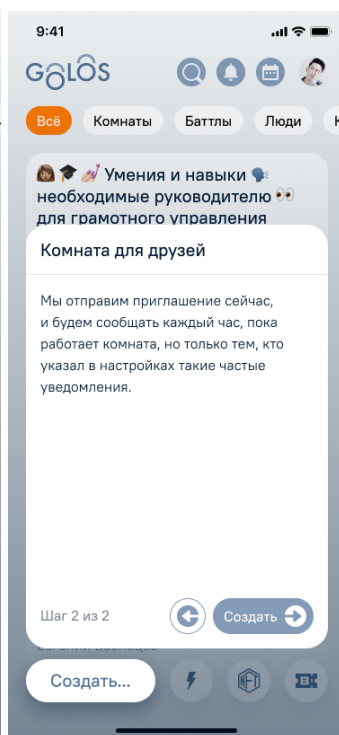 9:41
GOLOS
Всё Комнаты Баттлы Люди К
Умения и навыки
необходимые руководителю
для грамотного управления
Комната для друзей
Мы отправим приглашение сейчас,
и будем сообщать каждый час, пока
работает комната, но только тем, кто
указал в настройках такие частые
уведомления.
Шаг 2 из 2
Создать
Создать...
NFT